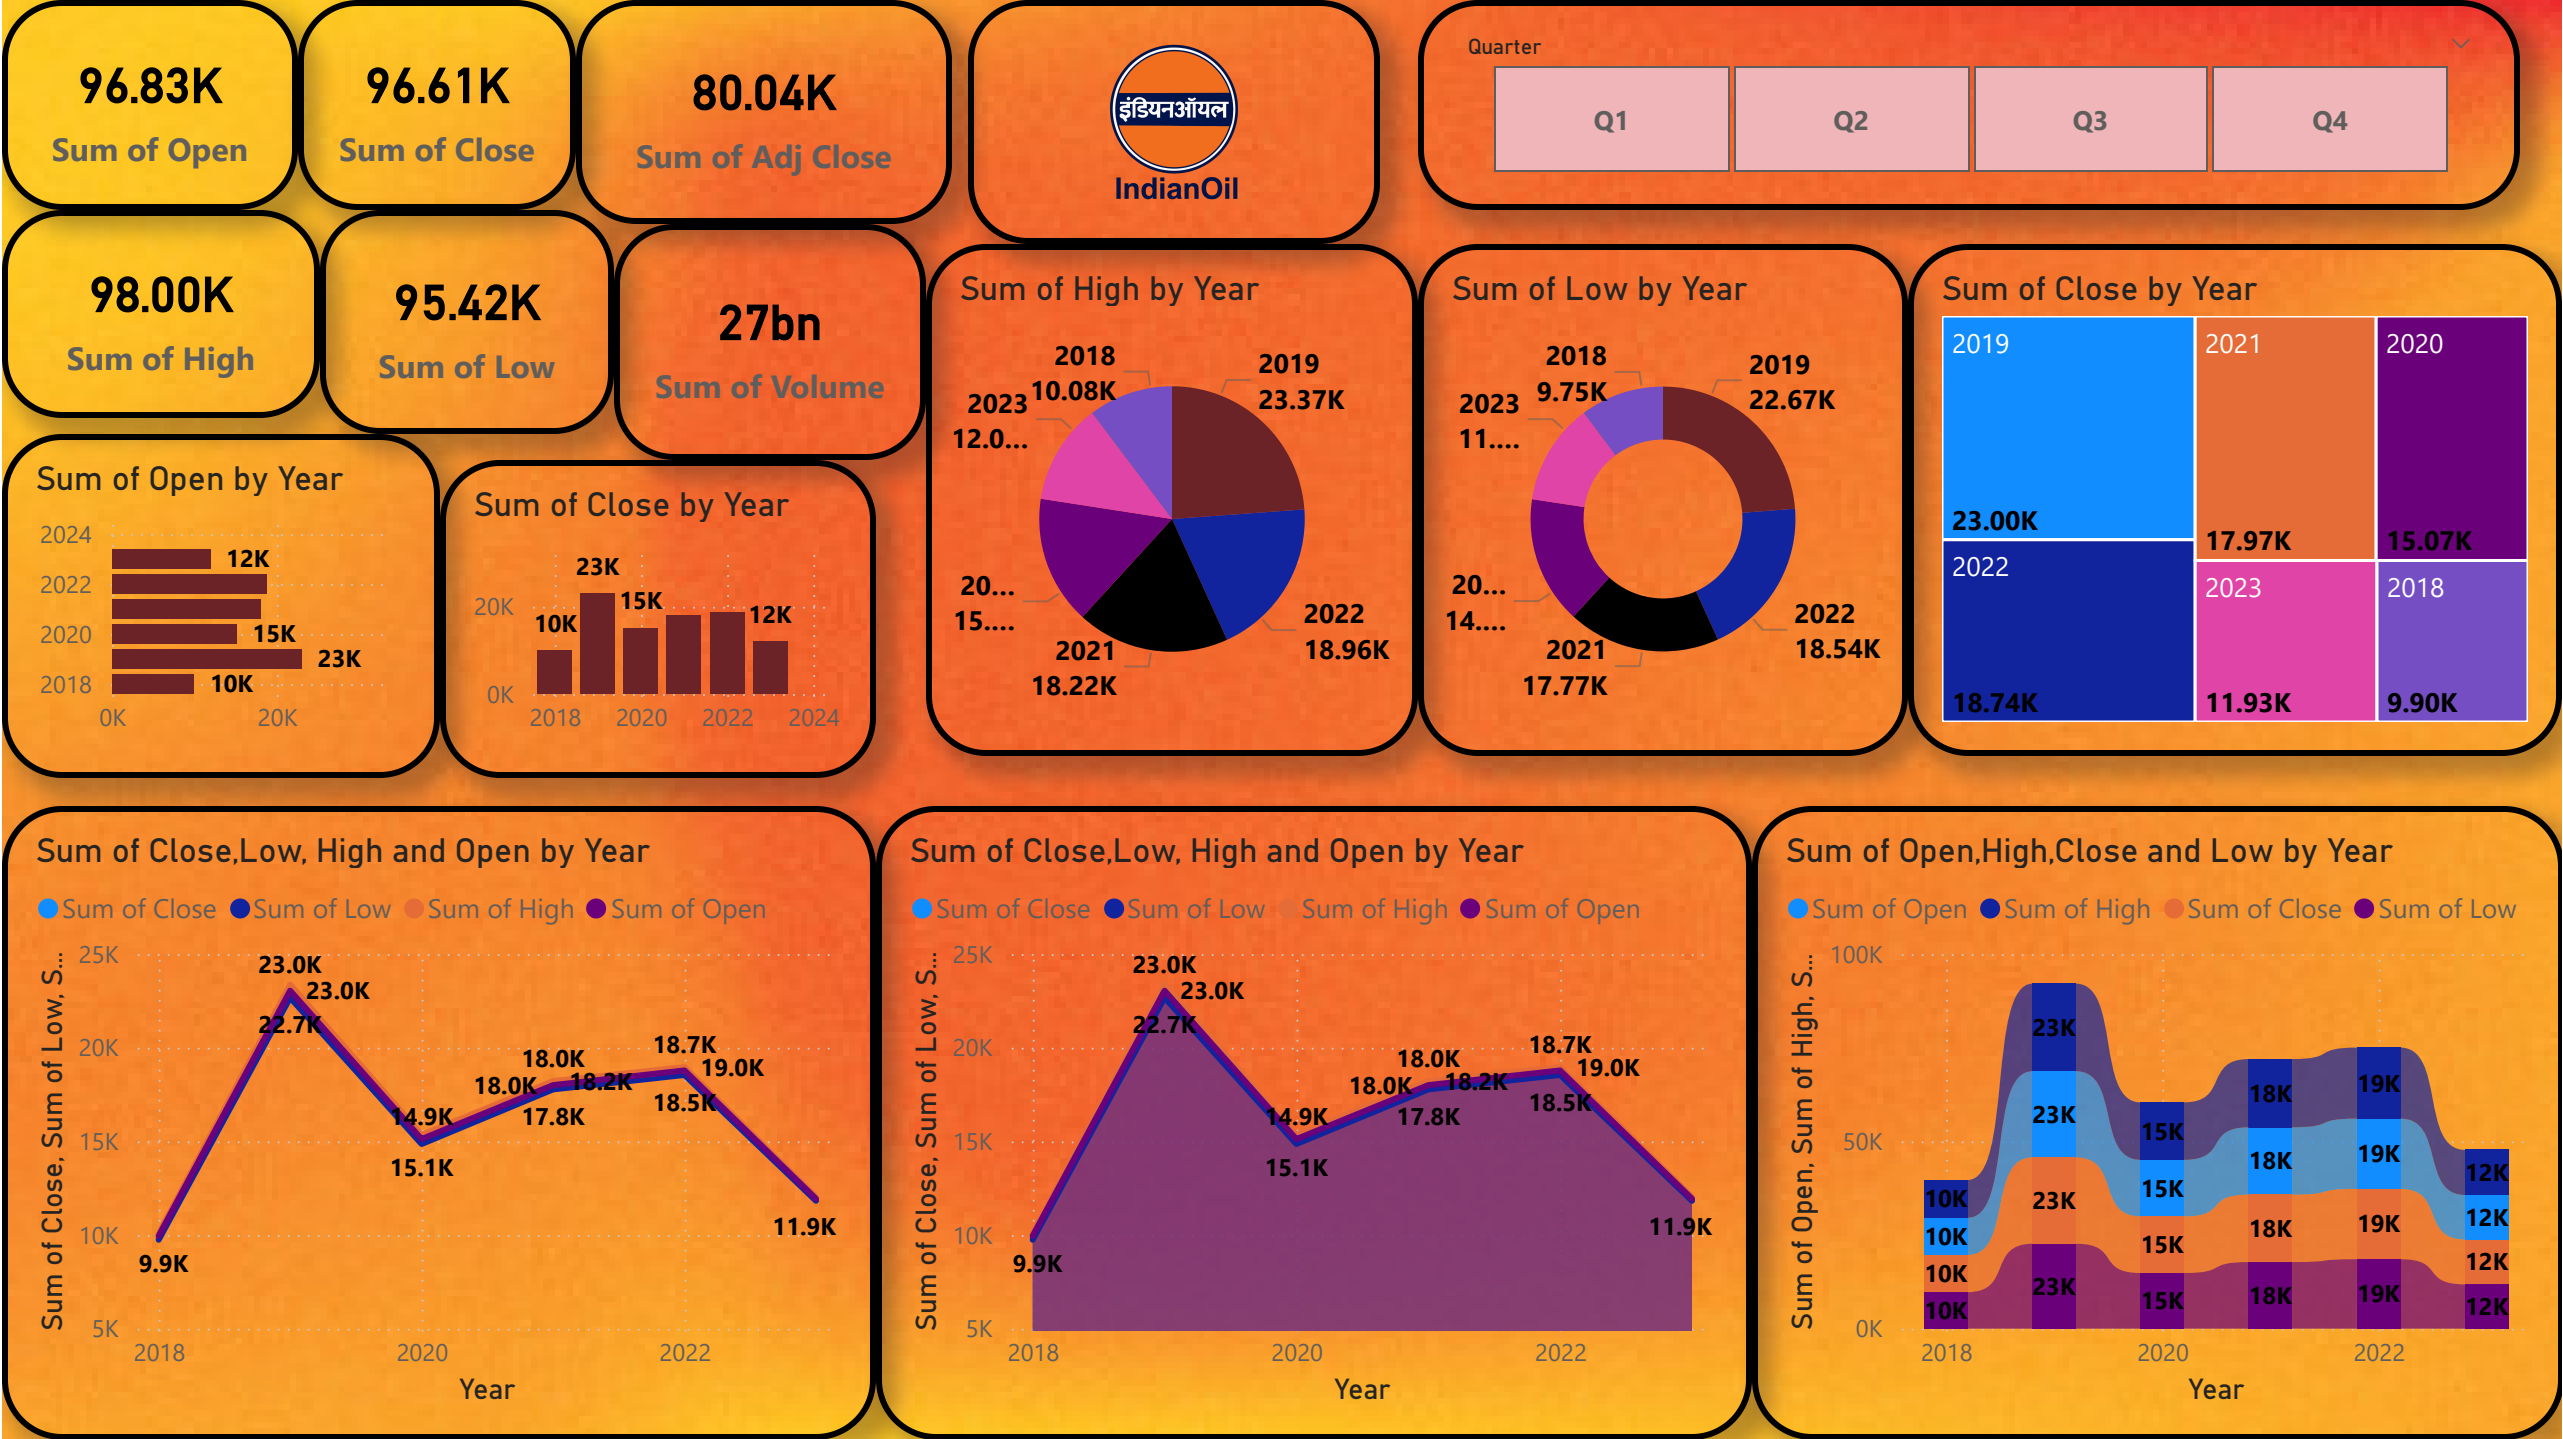 96.83K
Sum of Open
96.61K
Sum of Close
80.04K
Sum of Adj Close
इंडियनऑयल
IndianOil
Quarter
Q1
Q2
Q3
Q4
98.00K
Sum of High
95.42K
Sum of Low
27bn
Sum of Volume
Sum of Open by Year
2024
12K
2022
2020
15K
23K
2018
10K
0K
20K
Sum of Close by Year
23K
20K
15K
10K
12K
0K
2018
2020
2022
2024
Sum of High by Year
2018
10.08K
2019
23.37K
2023
12.0...
20...
15....
2022
18.96K
2021
18.22K
Sum of Low by Year
2018
9.75K
2019
22.67K
2023
11....
20...
14....
2022
18.54K
2021
17.77K
Sum of Close by Year
2019
23.00K
2021
17.97K
2020
15.07K
2022
18.74K
2023
11.93K
2018
9.90K
Sum of Close,Low, High and Open by Year
Sum of Close
Sum of Low
Sum of High
Sum of Open
Sum of Close, Sum of Low, S...
25K
20K
15K
10K
5K
23.0K
23.0K
22.7K
18.0K
18.7K
19.0K
18.0K
18.2K
18.5K
14.9K
17.8K
15.1K
11.9K
9.9K
2018
2020
2022
Year
Sum of Close,Low, High and Open by Year
Sum of Close
Sum of Low
Sum of High
Sum of Open
Sum of Close, Sum of Low, S...
25K
20K
15K
10K
5K
23.0K
23.0K
22.7K
18.0K
18.7K
19.0K
18.0K
18.2K
18.5K
14.9K
17.8K
15.1K
11.9K
9.9K
2018
2020
2022
Year
Sum of Open,High,Close and Low by Year
Sum of Open
Sum of High
Sum of Close
Sum of Low
Sum of Open, Sum of High, S...
100K
50K
0K
10K
10K
10K
10K
23K
23K
23K
23K
15K
15K
15K
15K
18K
18K
18K
18K
19K
19K
19K
19K
12K
12K
12K
12K
2018
2020
2022
Year